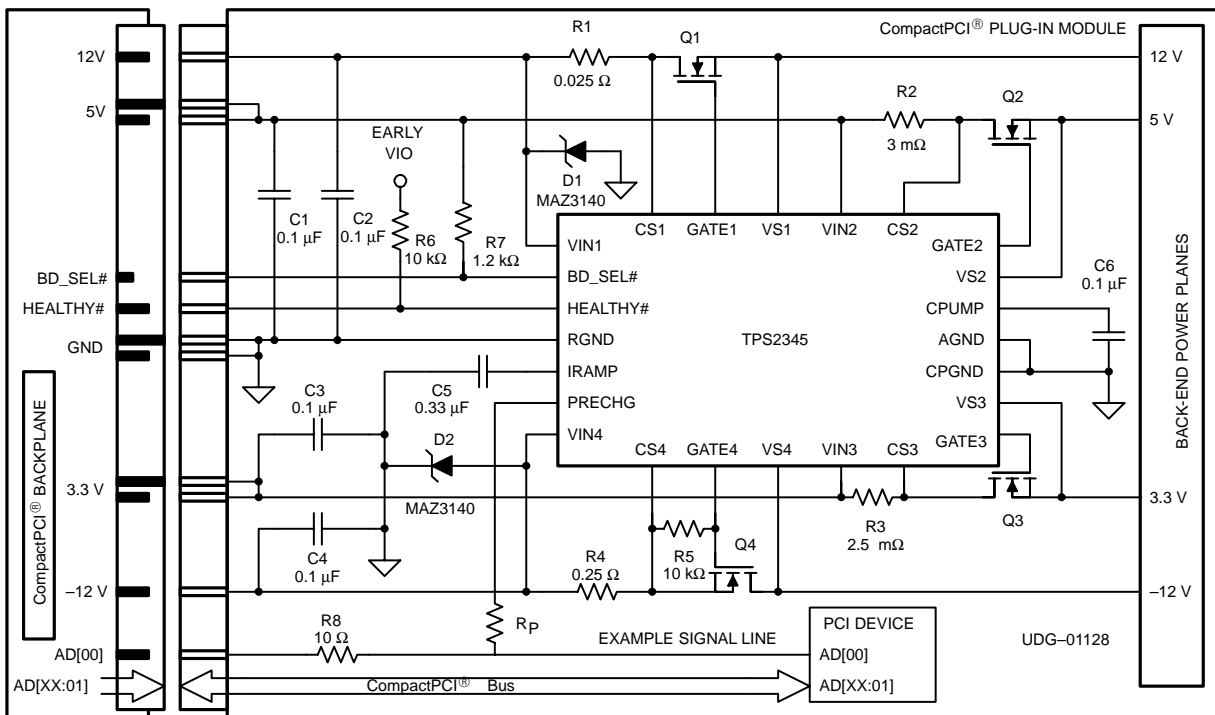 CompactPCI® PLUG-IN MODULE
12V
R1
0.025 Ω
Q1
12 V
5V
EARLY
VIO
R2
3 mΩ
Q2
5 V
D1
MAZ3140
C1
0.1 µF
C2
0.1 µF
R6
10 kΩ
R7
1.2 kΩ
CS1
GATE1
VS1
VIN2
CS2
VIN1
GATE2
BD_SEL#
BD_SEL#
VS2
C6
0.1 µF
HEALTHY#
HEALTHY#
CPUMP
TPS2345
GND
RGND
AGND
IRAMP
CPGND
C3
0.1 µF
C5
0.33 µF
PRECHG
VS3
D2
MAZ3140
VIN4
GATE3
CS4
GATE4
VS4
VIN3
CS3
3.3 V
3.3 V
R3
2.5 mΩ
Q3
C4
0.1 µF
R4
0.25 Ω
R5
10 kΩ
Q4
–12 V
–12 V
R8
10 Ω
RP
EXAMPLE SIGNAL LINE
PCI DEVICE
UDG–01128
AD[00]
AD[00]
AD[XX:01]
CompactPCI® Bus
AD[XX:01]
CompactPCI® BACKPLANE
BACK-END POWER PLANES